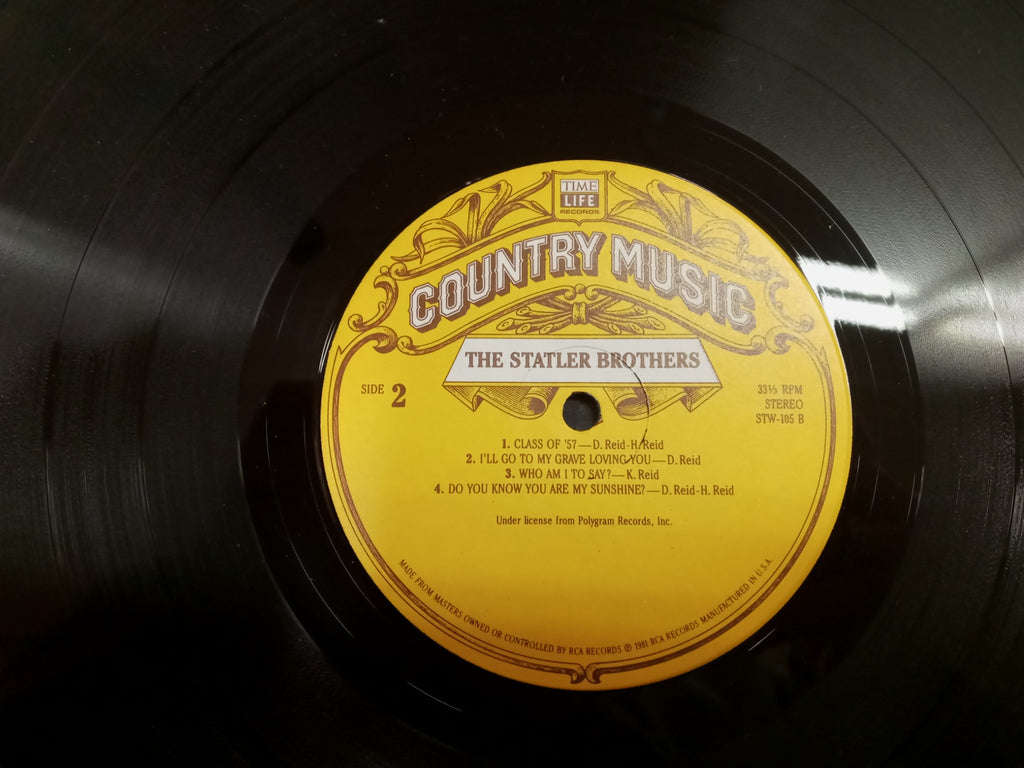 TIME
LIFE
RECORDS
COUNTRY MUSIC
THE STATLER BROTHERS
SIDE 2
33⅓ RPM
STEREO
STW-105 B
1. CLASS OF '57—D. Reid-H. Reid
2. I'LL GO TO MY GRAVE LOVING YOU—D. Reid
3. WHO AM I TO SAY?—K. Reid
4. DO YOU KNOW YOU ARE MY SUNSHINE?—D. Reid-H. Reid
Under license from Polygram Records, Inc.
MADE FROM MASTERS OWNED OR CONTROLLED BY RCA RECORDS ℗ 1981 RCA RECORDS MANUFACTURED IN U.S.A.